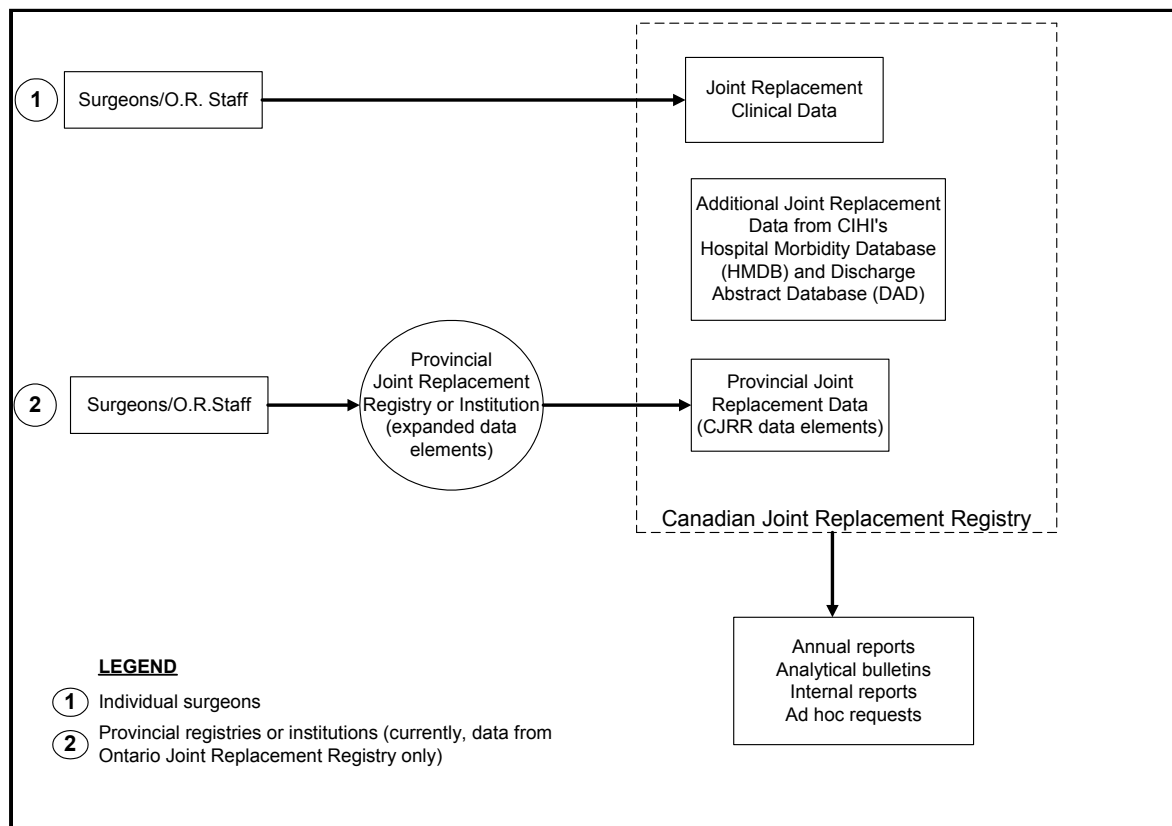 1
Surgeons/O.R. Staff
Joint Replacement
Clinical Data
Additional Joint Replacement
Data from CIHI's
Hospital Morbidity Database
(HMDB) and Discharge
Abstract Database (DAD)
2
Surgeons/O.R.Staff
Provincial
Joint Replacement
Registry or Institution
(expanded data
elements)
Provincial Joint
Replacement Data
(CJRR data elements)
Canadian Joint Replacement Registry
Annual reports
Analytical bulletins
Internal reports
Ad hoc requests
LEGEND
1 Individual surgeons
2 Provincial registries or institutions (currently, data from
Ontario Joint Replacement Registry only)